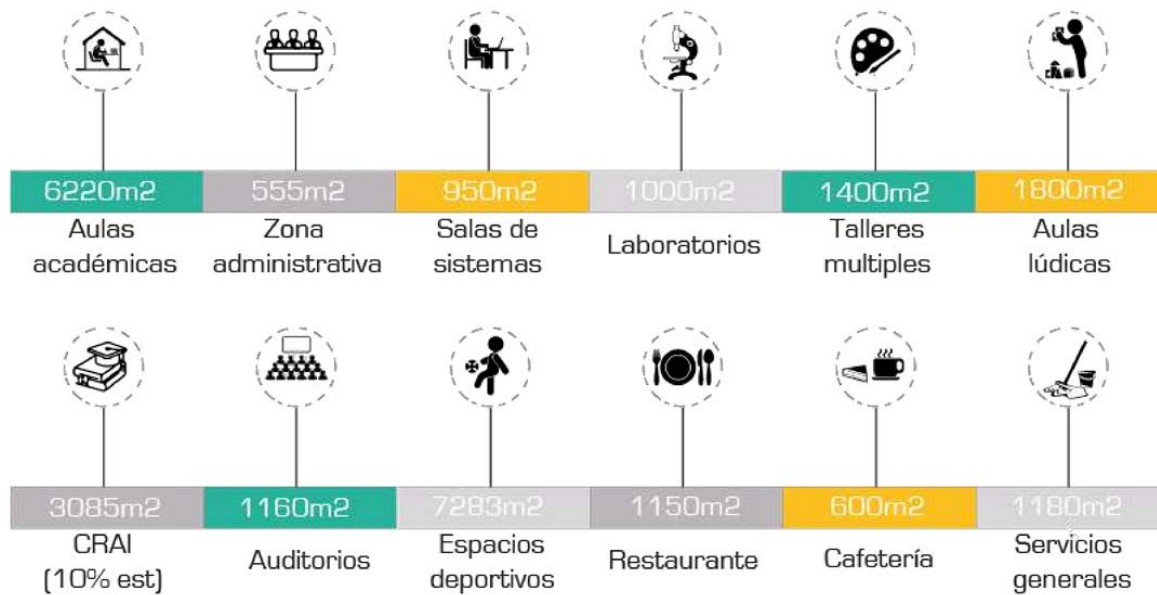 6220m2 555m2 950m2 1000m2 1400m2 1800m2
Aulas Zona Salas de Laboratorios Talleres Aulas
académicas administrativa sistemas multiples lúdicas
3085m2 1160m2 7283m2 1150m2 600m2 1180m2
CRAI Auditorios Espacios Restaurante Cafetería Servicios
(10% est) deportivos generales